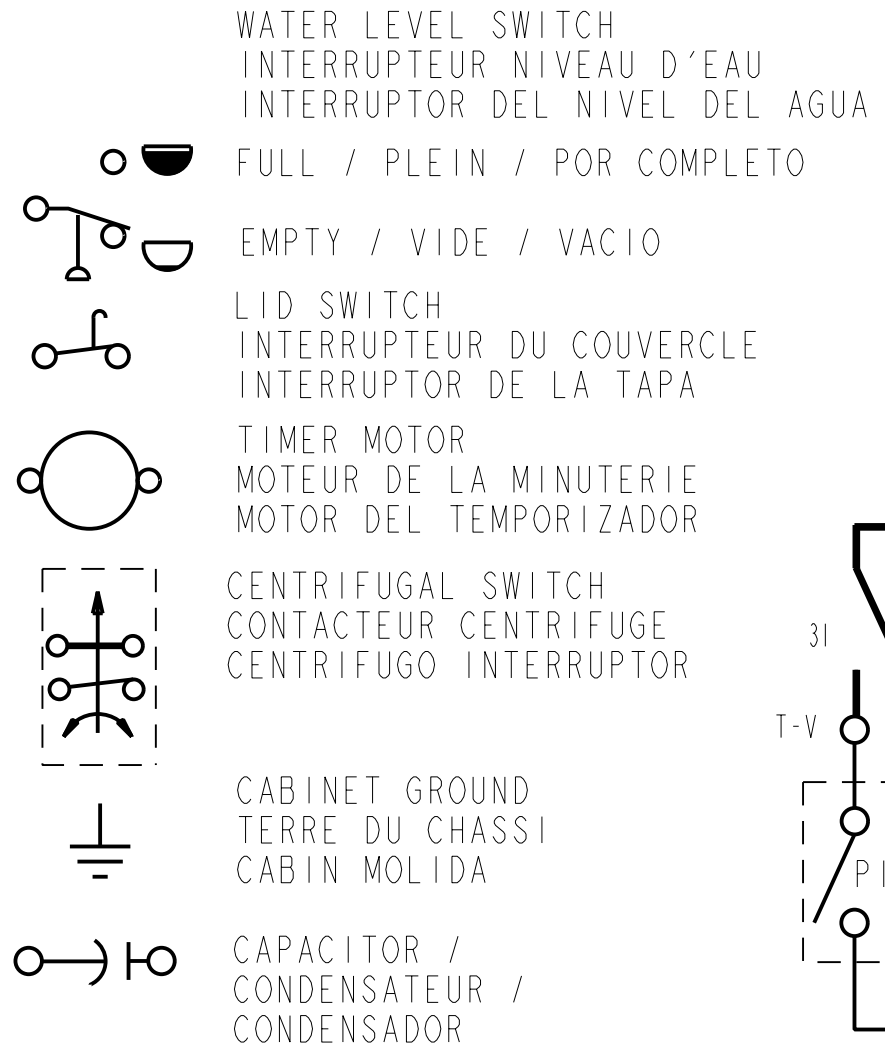 WATER LEVEL SWITCH
INTERRUPTEUR NIVEAU D'EAU
INTERRUPTOR DEL NIVEL DEL AGUA
FULL / PLEIN / POR COMPLETO
EMPTY / VIDE / VACIO
LID SWITCH
INTERRUPTEUR DU COUVERCLE
INTERRUPTOR DE LA TAPA
TIMER MOTOR
MOTEUR DE LA MINUTERIE
MOTOR DEL TEMPORIZADOR
CENTRIFUGAL SWITCH
CONTACTEUR CENTRIFUGE
CENTRIFUGO INTERRUPTOR
CABINET GROUND
TERRE DU CHASSI
CABIN MOLIDA
CAPACITOR /
CONDENSATEUR /
CONDENSADOR
31
T-V